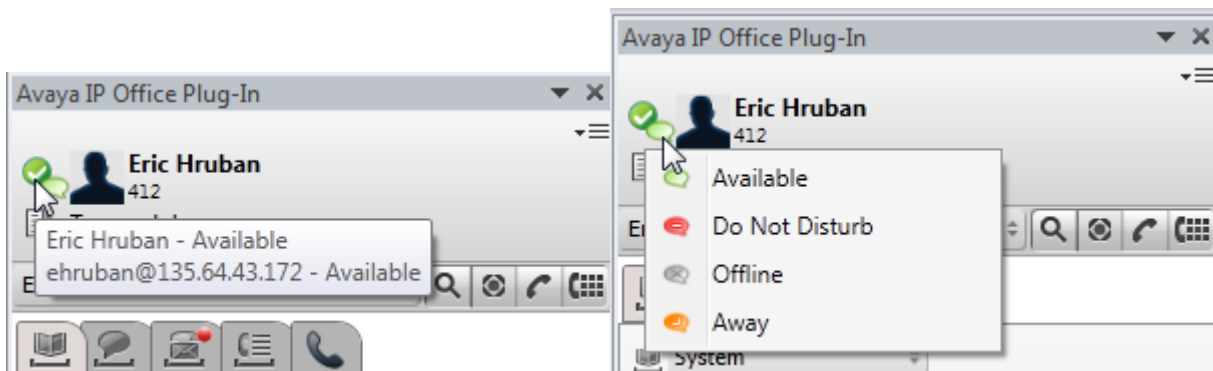 Avaya IP Office Plug-In
Eric Hruban
412
Eric Hruban - Available
ehruban@135.64.43.172 - Available
Avaya IP Office Plug-In
Eric Hruban
412
Available
Do Not Disturb
Offline
Away
System